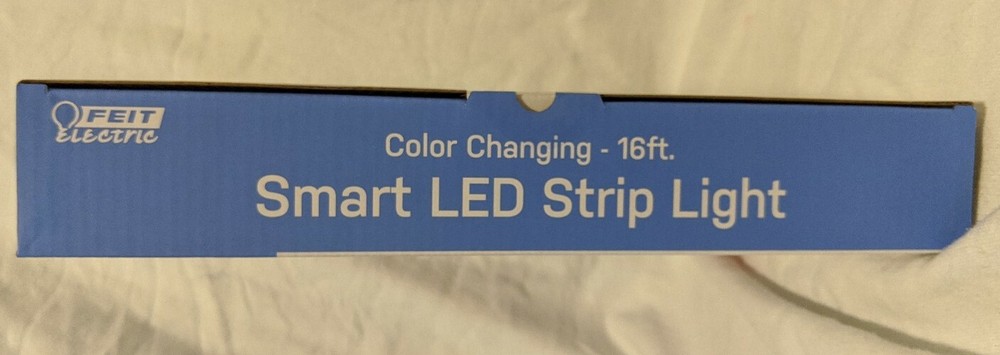 FEIT
ELECTRIC
Color Changing - 16ft.
Smart LED Strip Light